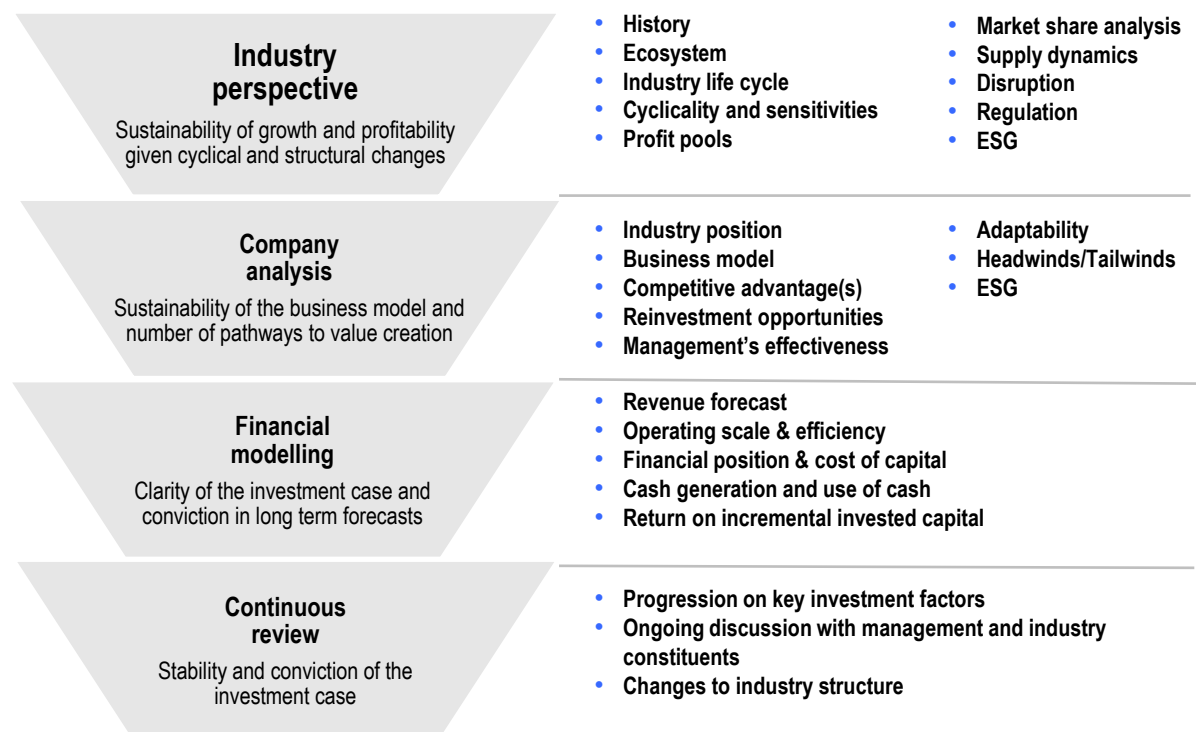 Industry
perspective
Sustainability of growth and profitability
given cyclical and structural changes
• History
• Ecosystem
• Industry life cycle
• Cyclicality and sensitivities
• Profit pools
• Market share analysis
• Supply dynamics
• Disruption
• Regulation
• ESG
Company
analysis
Sustainability of the business model and
number of pathways to value creation
• Industry position
• Business model
• Competitive advantage(s)
• Reinvestment opportunities
• Management’s effectiveness
• Adaptability
• Headwinds/Tailwinds
• ESG
Financial
modelling
Clarity of the investment case and
conviction in long term forecasts
• Revenue forecast
• Operating scale & efficiency
• Financial position & cost of capital
• Cash generation and use of cash
• Return on incremental invested capital
Continuous
review
Stability and conviction of the
investment case
• Progression on key investment factors
• Ongoing discussion with management and industry
constituents
• Changes to industry structure